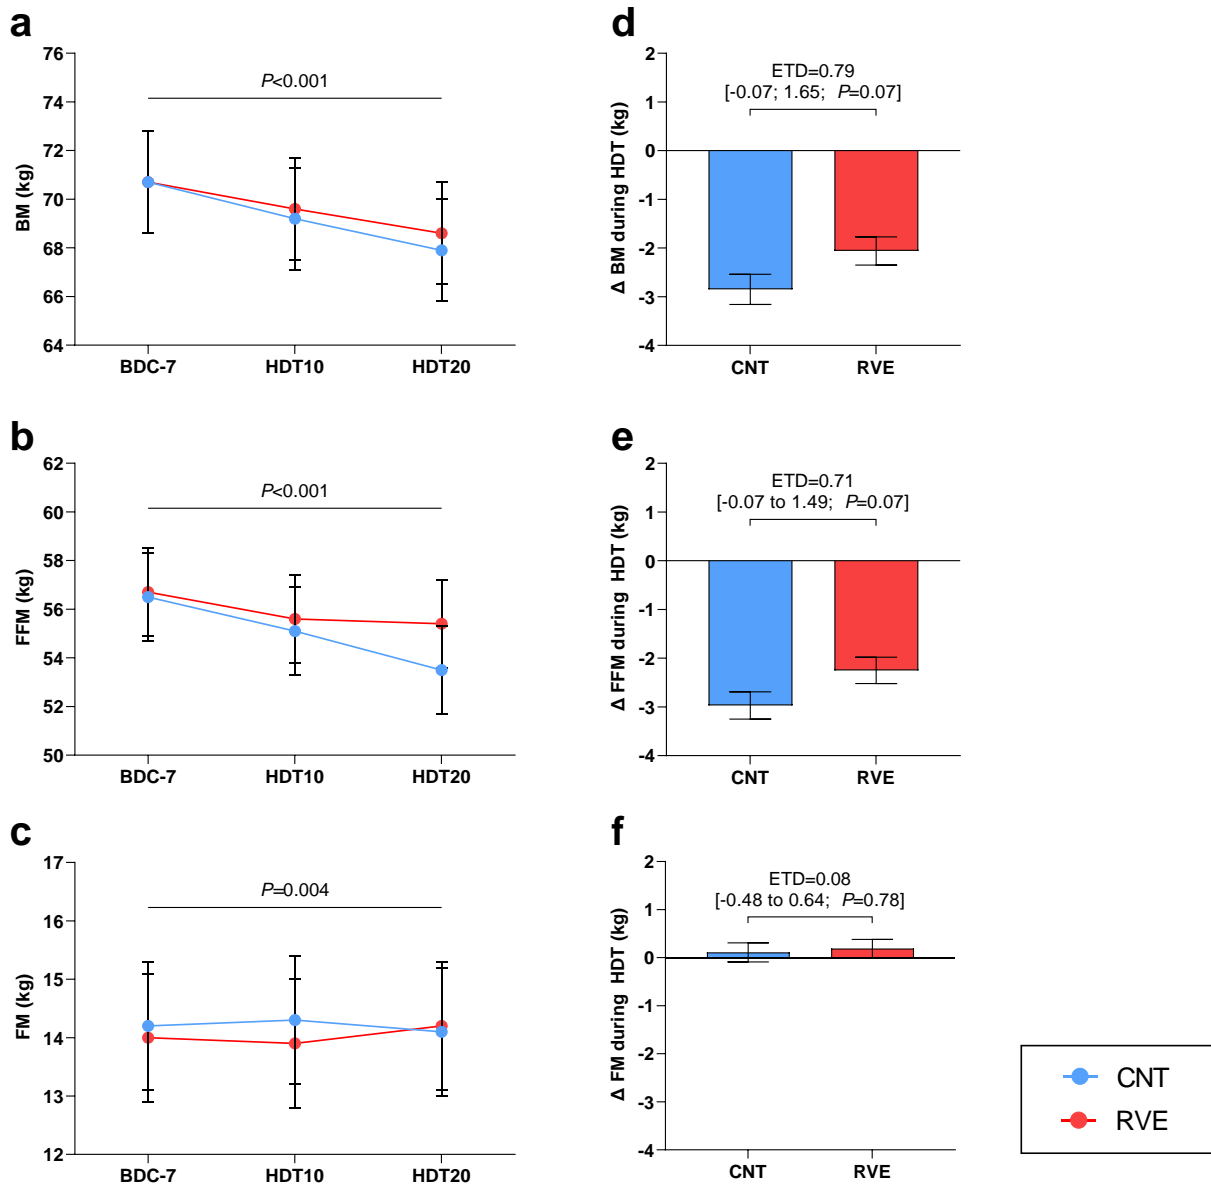 a
76
74
72
70
68
66
64
BM (kg)
P<0.001
BDC-7 HDT10 HDT20
d
2
1
0
-1
-2
-3
-4
Δ BM during HDT (kg)
ETD=0.79
[-0.07; 1.65; P=0.07]
CNT RVE
b
62
60
58
56
54
52
50
FFM (kg)
P<0.001
BDC-7 HDT10 HDT20
e
2
1
0
-1
-2
-3
-4
Δ FFM during HDT (kg)
ETD=0.71
[-0.07 to 1.49; P=0.07]
CNT RVE
c
17
16
15
14
13
12
FM (kg)
P=0.004
BDC-7 HDT10 HDT20
f
2
1
0
-1
-2
-3
-4
Δ FM during HDT (kg)
ETD=0.08
[-0.48 to 0.64; P=0.78]
CNT RVE
CNT
RVE